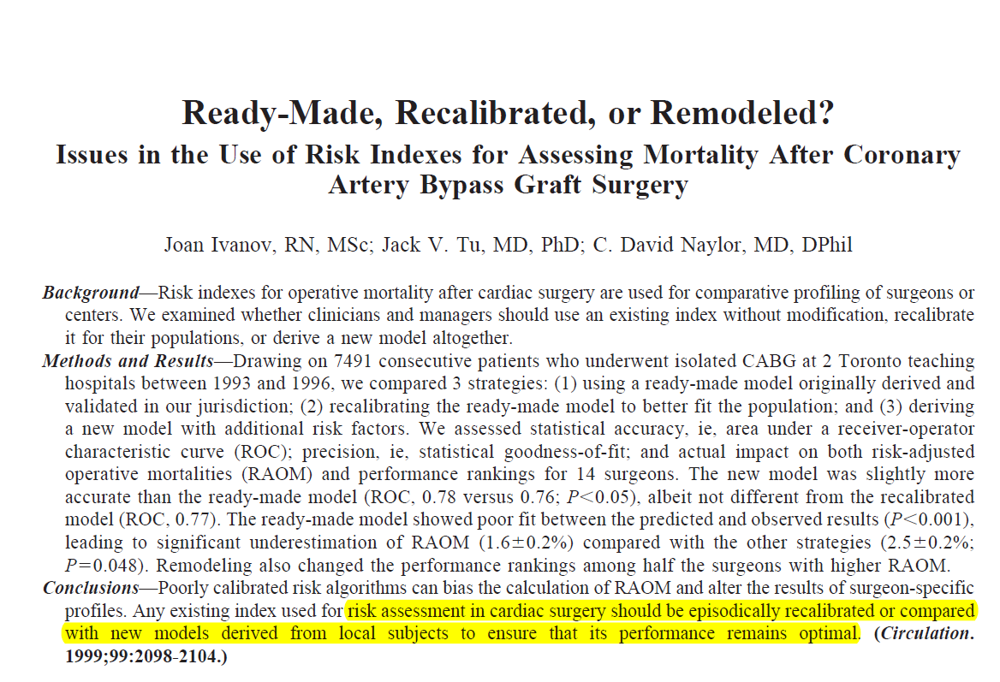 Ready-Made, Recalibrated, or Remodeled?
Issues in the Use of Risk Indexes for Assessing Mortality After Coronary
Artery Bypass Graft Surgery
Joan Ivanov, RN, MSc; Jack V. Tu, MD, PhD; C. David Naylor, MD, DPhil
Background—Risk indexes for operative mortality after cardiac surgery are used for comparative profiling of surgeons or
centers. We examined whether clinicians and managers should use an existing index without modification, recalibrate
it for their populations, or derive a new model altogether.
Methods and Results—Drawing on 7491 consecutive patients who underwent isolated CABG at 2 Toronto teaching
hospitals between 1993 and 1996, we compared 3 strategies: (1) using a ready-made model originally derived and
validated in our jurisdiction; (2) recalibrating the ready-made model to better fit the population; and (3) deriving
a new model with additional risk factors. We assessed statistical accuracy, ie, area under a receiver-operator
characteristic curve (ROC); precision, ie, statistical goodness-of-fit; and actual impact on both risk-adjusted
operative mortalities (RAOM) and performance rankings for 14 surgeons. The new model was slightly more
accurate than the ready-made model (ROC, 0.78 versus 0.76; P<0.05), albeit not different from the recalibrated
model (ROC, 0.77). The ready-made model showed poor fit between the predicted and observed results (P<0.001),
leading to significant underestimation of RAOM (1.6±0.2%) compared with the other strategies (2.5±0.2%;
P=0.048). Remodeling also changed the performance rankings among half the surgeons with higher RAOM.
Conclusions—Poorly calibrated risk algorithms can bias the calculation of RAOM and alter the results of surgeon-specific
profiles. Any existing index used for risk assessment in cardiac surgery should be episodically recalibrated or compared
with new models derived from local subjects to ensure that its performance remains optimal. (Circulation.
1999;99:2098-2104.)